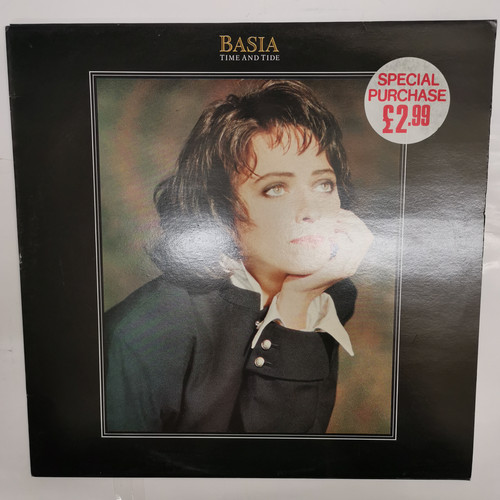 BASIA
TIME AND TIDE
SPECIAL
PURCHASE
£2.99